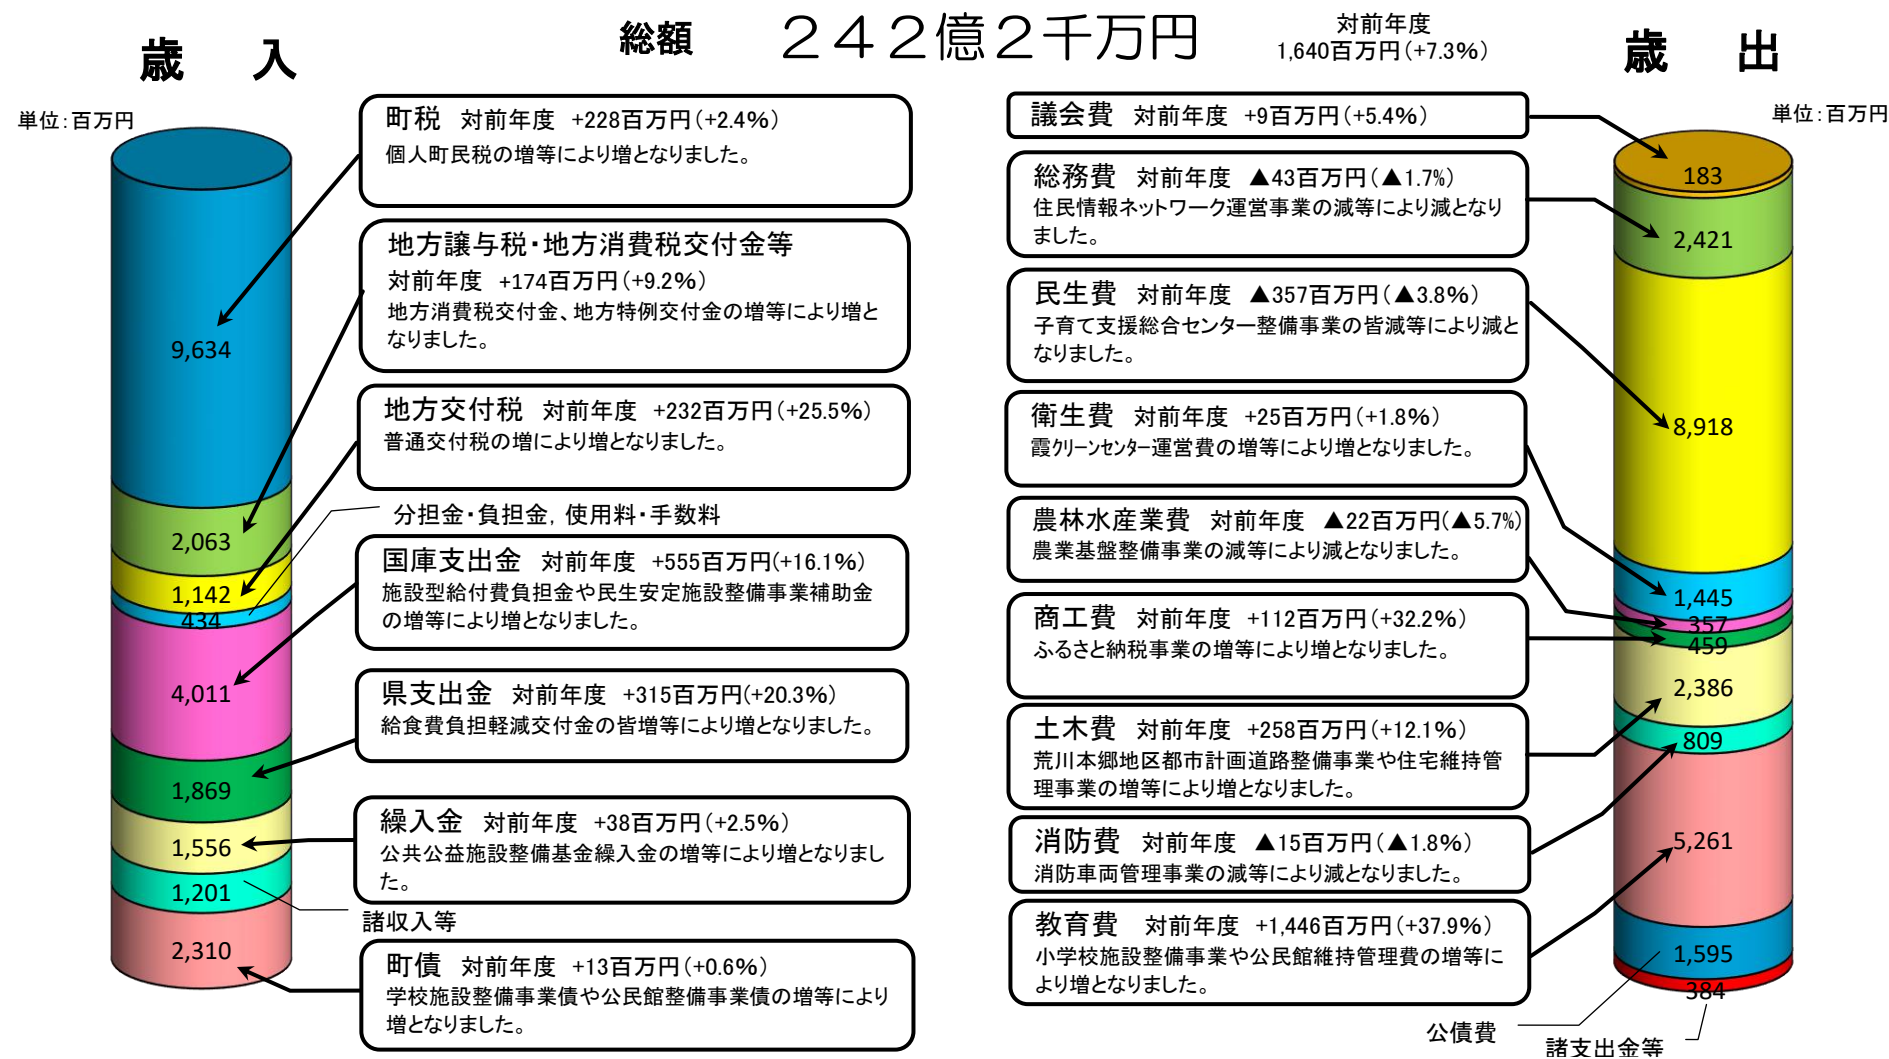 歳 入
総額 ２４２億２千万円
対前年度
1,640百万円(+7.3%)
歳 出
単位：百万円
町税 対前年度 +228百万円(+2.4%)
個人町民税の増等により増となりました。
地方譲与税・地方消費税交付金等
対前年度 +174百万円(+9.2%)
地方消費税交付金、地方特例交付金の増等により増と
なりました。
地方交付税 対前年度 +232百万円(+25.5%)
普通交付税の増により増となりました。
分担金・負担金, 使用料・手数料
国庫支出金 対前年度 +555百万円(+16.1%)
施設型給付費負担金や民生安定施設整備事業補助金
の増等により増となりました。
県支出金 対前年度 +315百万円(+20.3%)
給食費負担軽減交付金の皆増等により増となりました。
繰入金 対前年度 +38百万円(+2.5%)
公共公益施設整備基金繰入金の増等により増となりまし
た。
諸収入等
町債 対前年度 +13百万円(+0.6%)
学校施設整備事業債や公民館整備事業債の増等により
増となりました。
9,634
2,063
1,142
434
4,011
1,869
1,556
1,201
2,310
単位：百万円
議会費 対前年度 +9百万円(+5.4%)
総務費 対前年度 ▲43百万円(▲1.7%)
住民情報ネットワーク運営事業の減等により減となり
ました。
民生費 対前年度 ▲357百万円(▲3.8%)
子育て支援総合センター整備事業の皆減等により減と
なりました。
衛生費 対前年度 +25百万円(+1.8%)
霞ｸﾘｰﾝｾﾝﾀｰ運営費の増等により増となりました。
農林水産業費 対前年度 ▲22百万円(▲5.7%)
農業基盤整備事業の減等により減となりました。
商工費 対前年度 +112百万円(+32.2%)
ふるさと納税事業の増等により増となりました。
土木費 対前年度 +258百万円(+12.1%)
荒川本郷地区都市計画道路整備事業や住宅維持管
理事業の増等により増となりました。
消防費 対前年度 ▲15百万円(▲1.8%)
消防車両管理事業の減等により減となりました。
教育費 対前年度 +1,446百万円(+37.9%)
小学校施設整備事業や公民館維持管理費の増等に
より増となりました。
公債費
諸支出金等
183
2,421
8,918
1,445
357
459
2,386
809
5,261
1,595
384